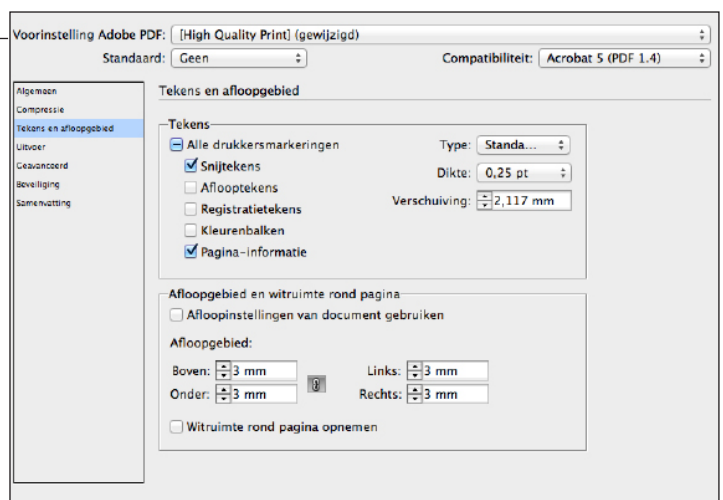 Voorinstelling Adobe PDF: [High Quality Print] (gewijzigd)
Standaard: Geen Compatibiliteit: Acrobat 5 (PDF 1.4)
Algemeen
Compressie
Tekens en afloopgebied
Uitvoer
Geavanceerd
Beveiliging
Samenvatting
Tekens en afloopgebied
Tekens
Alle drukkersmarkeringen Type: Standa...
Snijtekens Dikte: 0,25 pt
Aflooptekens Verschuiving: 2,117 mm
Registratietekens
Kleurenbalken
Pagina-informatie
Afloopgebied en witruimte rond pagina
Afloopinstellingen van document gebruiken
Afloopgebied:
Boven: 3 mm Links: 3 mm
Onder: 3 mm Rechts: 3 mm
Witruimte rond pagina opnemen